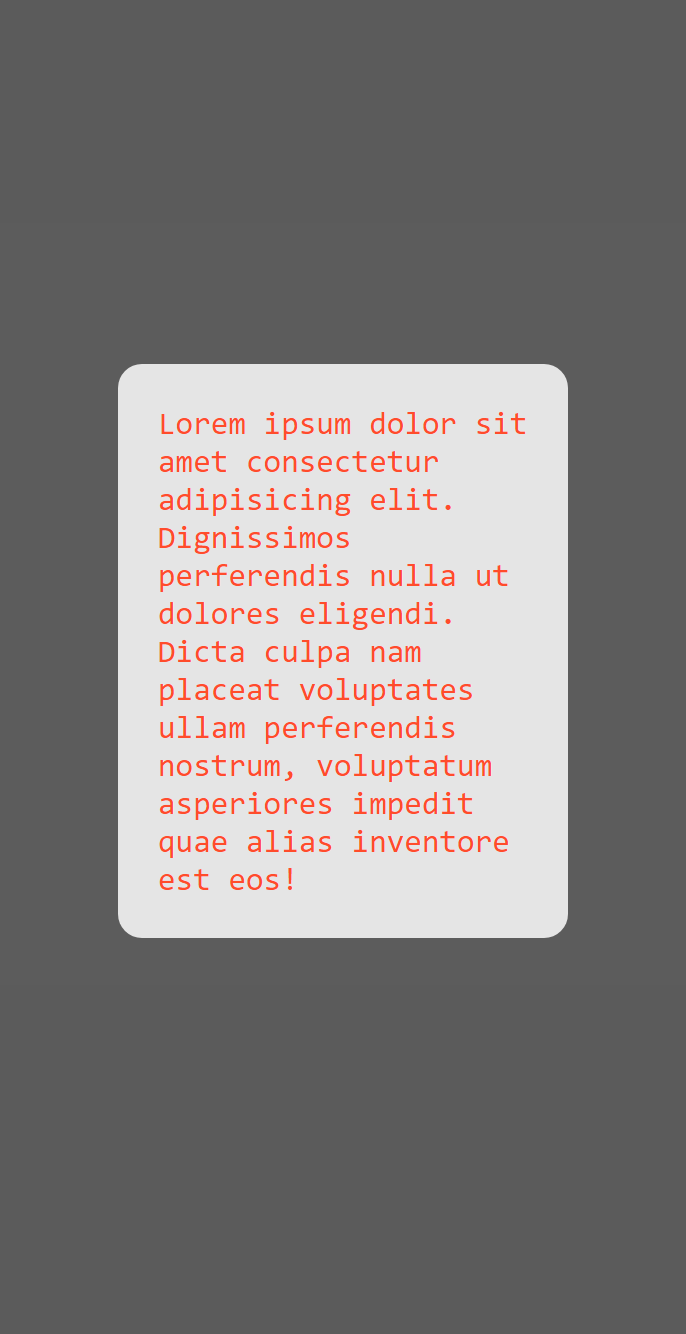 Lorem ipsum dolor sit
amet consectetur
adipisicing elit.
Dignissimos
perferendis nulla ut
dolores eligendi.
Dicta culpa nam
placeat voluptates
ullam perferendis
nostrum, voluptatum
asperiores impedit
quae alias inventore
est eos!